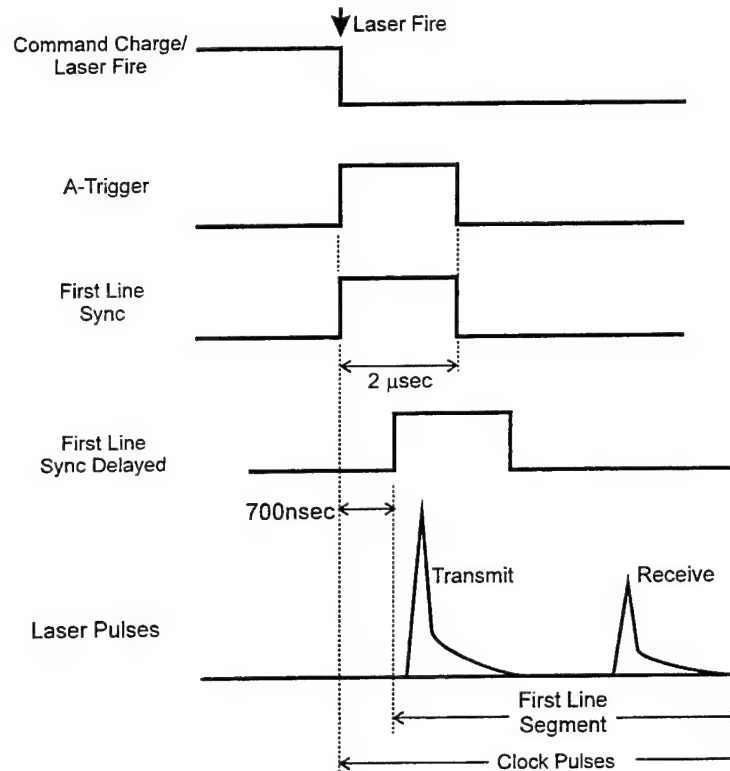 Laser Fire
Command Charge/
Laser Fire
A-Trigger
First Line
Sync
2 μsec
First Line
Sync Delayed
700nsec
Transmit
Receive
Laser Pulses
First Line
Segment
Clock Pulses